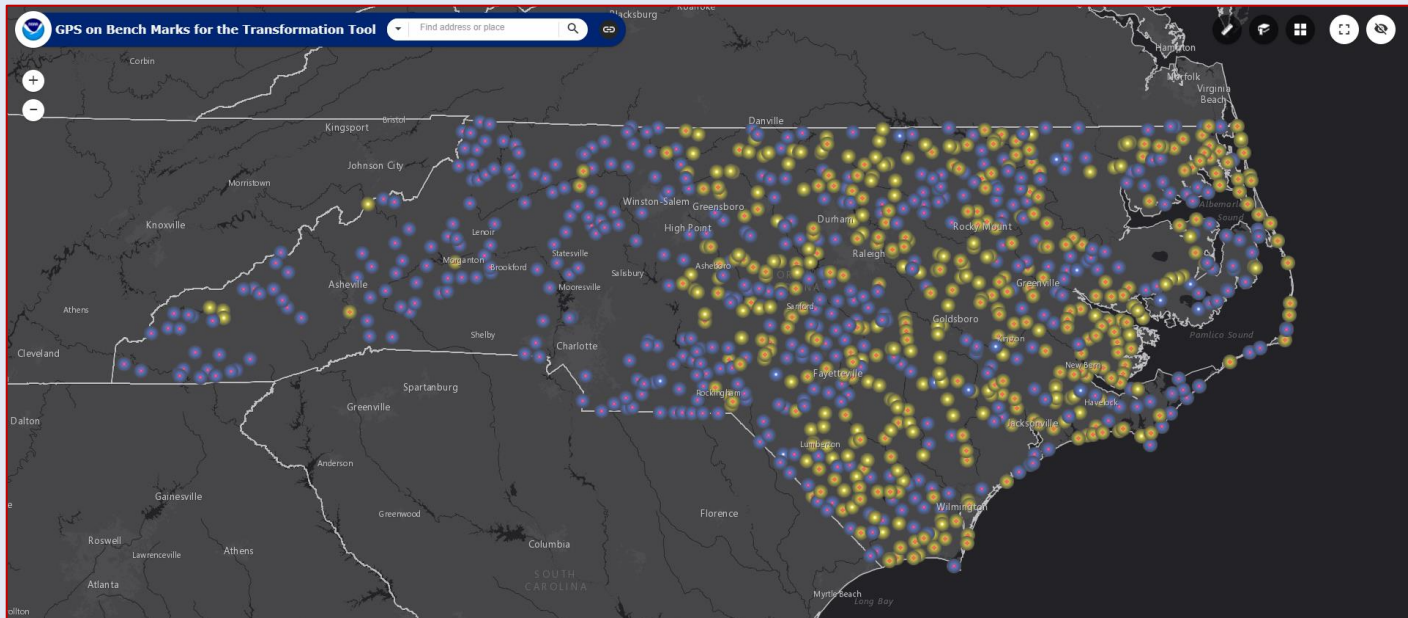 GPS on Bench Marks for the Transformation Tool
Find address or place
Blacksburg
Roanoke
Corbin
Hampton
Norfolk
Virginia
Beach
Bristol
Kingsport
Danville
Johnson City
Morristown
Knoxville
Winston-Salem
Greensboro
Durham
Rocky Mount
Albemarle
Sound
Lenoir
High Point
Raleigh
Morganton
Brookford
Statesville
Salisbury
Asheboro
Asheville
Mooresville
Sanford
Greenville
Athens
Goldsboro
Kinston
Pamlico Sound
Cleveland
Shelby
Charlotte
Fayetteville
New Bern
Spartanburg
Rockingham
Havelock
Dalton
Greenville
Jacksonville
Lumberton
Anderson
Gainesville
Wilmington
Greenwood
Florence
Roswell
Lawrenceville
Athens
Columbia
Atlanta
SOUTH
CAROLINA
Myrtle Beach
Long Bay